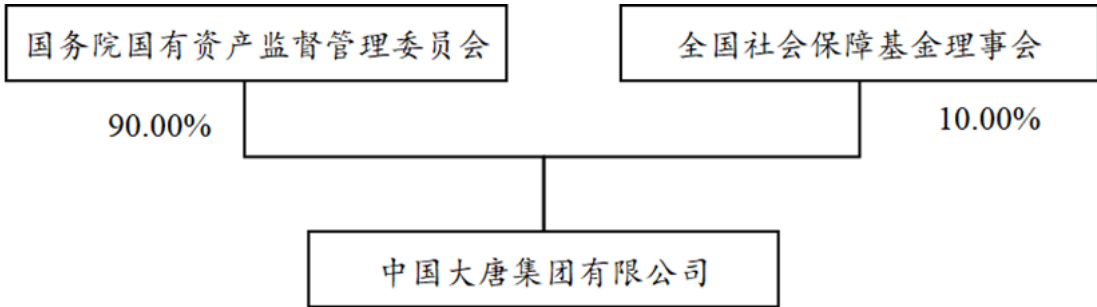 国务院国有资产监督管理委员会
全国社会保障基金理事会
90.00%
10.00%
中国大唐集团有限公司